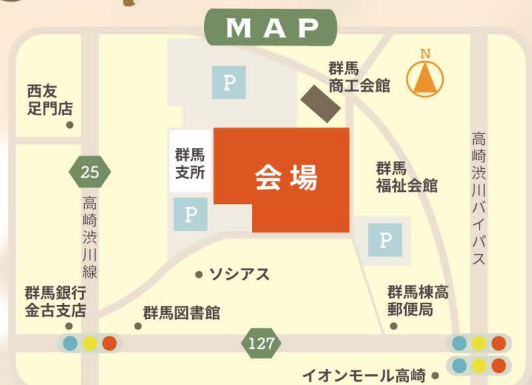 MAP
N
P
群馬
商工会館
西友
足門店
25
高崎渋川線
群馬
支所
会場
群馬
福祉会館
高崎渋川バイパス
P
P
ソシアス
群馬銀行
金古支店
群馬図書館
群馬棟高
郵便局
127
イオンモール高崎